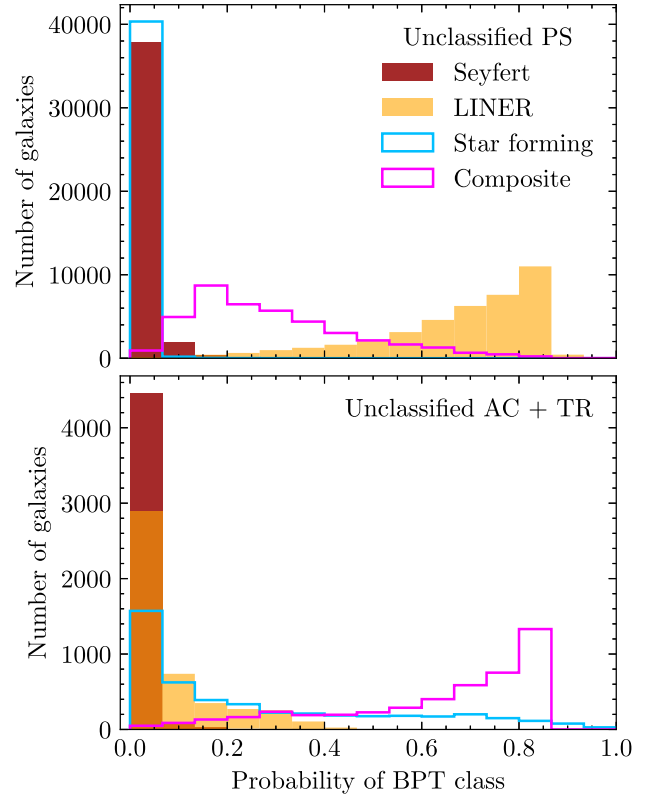 Unclassified PS
Seyfert
LINER
Star forming
Composite
Number of galaxies
40000
30000
20000
10000
0
Unclassified AC + TR
Number of galaxies
4000
3000
2000
1000
0
0.0 0.2 0.4 0.6 0.8 1.0
Probability of BPT class